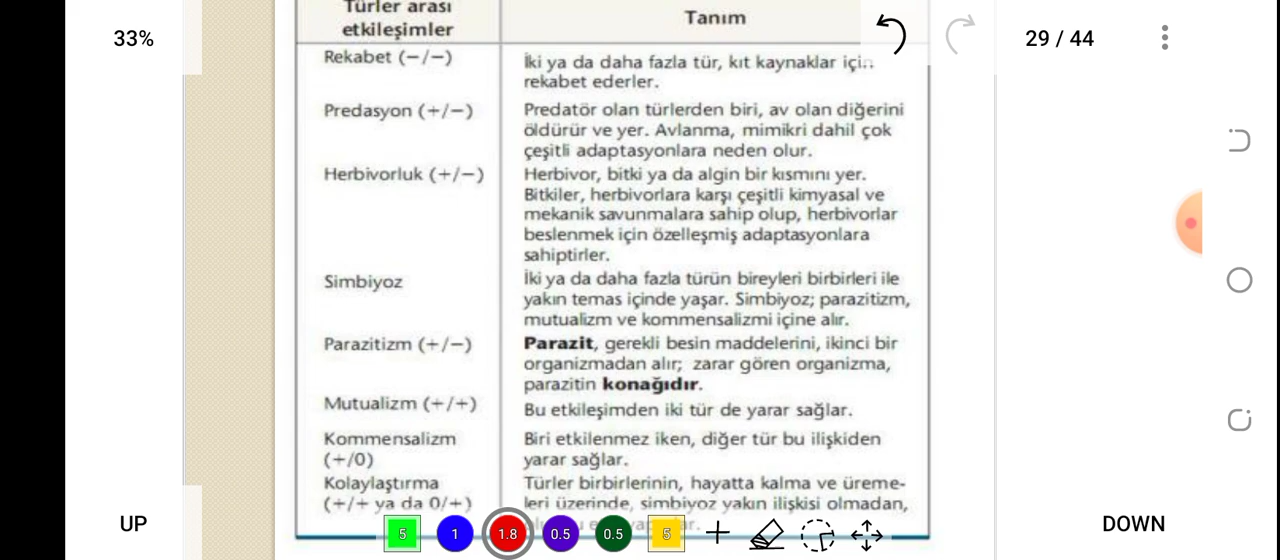 33%
29 / 44
Türler arası
etkileşimler
Tanım
Rekabet (−/−)
İki ya da daha fazla tür, kıt kaynaklar için
rekabet ederler.
Predasyon (+/−)
Predatör olan türlerden biri, av olan diğerini
öldürür ve yer. Avlanma, mimikri dahil çok
çeşitli adaptasyonlara neden olur.
Herbivorluk (+/−)
Herbivor, bitki ya da algin bir kısmını yer.
Bitkiler, herbivorlara karşı çeşitli kimyasal ve
mekanik savunmalara sahip olup, herbivorlar
beslenmek için özelleşmiş adaptasyonlara
sahiptirler.
Simbiyoz
İki ya da daha fazla türün bireyleri birbirleri ile
yakın temas içinde yaşar. Simbiyoz; parazitizm,
mutualizm ve kommensalizmi içine alır.
Parazitizm (+/−)
Parazit, gerekli besin maddelerini, ikinci bir
organizmadan alır; zarar gören organizma,
parazitin konağıdır.
Mutualizm (+/+)
Bu etkileşimden iki tür de yarar sağlar.
Kommensalizm
(+/0)
Biri etkilenmez iken, diğer tür bu ilişkiden
yarar sağlar.
Kolaylaştırma
(+/+ ya da 0/+)
Türler birbirlerinin, hayatta kalma ve üreme-
leri üzerinde, simbiyoz yakın ilişkisi olmadan,
UP
5 1 1.8 0.5 0.5 5
DOWN